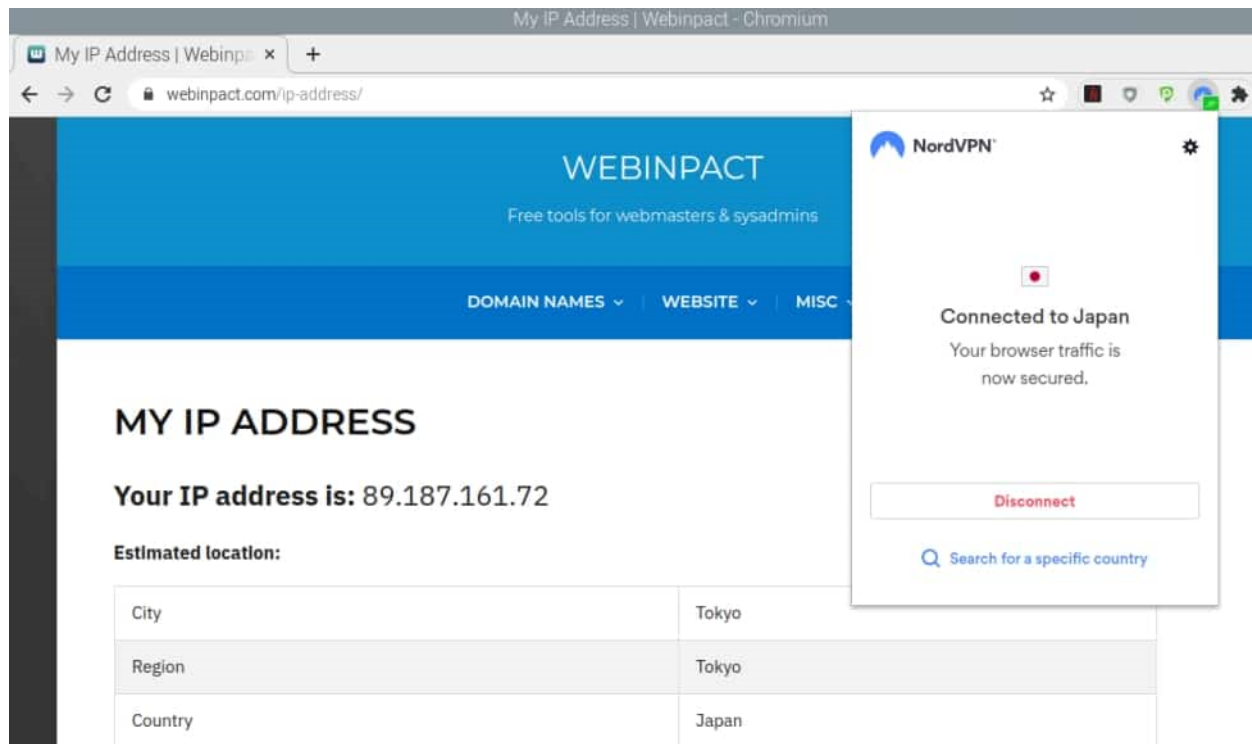 My IP Address | Webinpact - Chromium
My IP Address | Webinpa
webinpact.com/ip-address/
WEBINPACT
Free tools for webmasters & sysadmins
DOMAIN NAMES
WEBSITE
MISC
NordVPN
Connected to Japan
Your browser traffic is
now secured.
Disconnect
Search for a specific country
MY IP ADDRESS
Your IP address is: 89.187.161.72
Estimated location:
City Tokyo
Region Tokyo
Country Japan